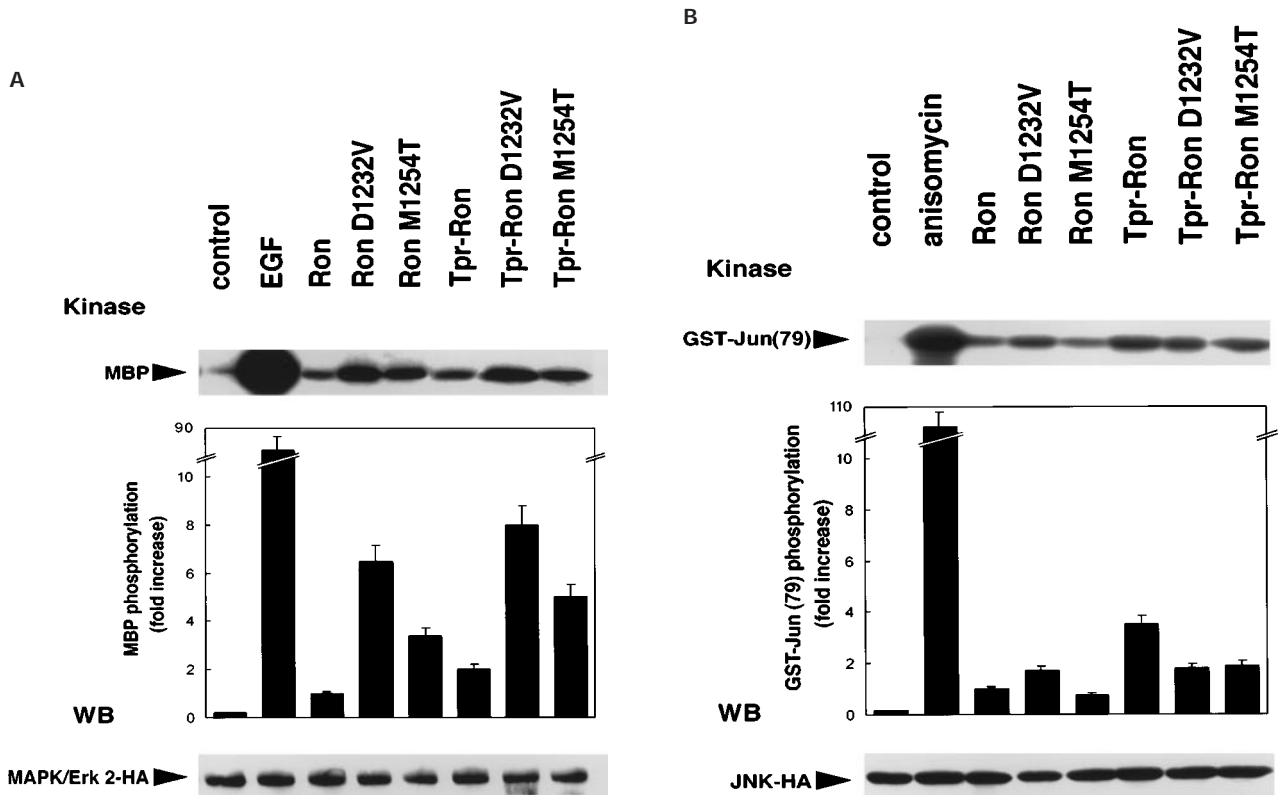 A
control
EGF
Ron
Ron D1232V
Ron M1254T
Tpr-Ron
Tpr-Ron D1232V
Tpr-Ron M1254T
Kinase
MBP
MBP phosphorylation
(fold increase)
90
10
8
6
4
2
0
WB
MAPK/Erk 2-HA
B
control
anisomycin
Ron
Ron D1232V
Ron M1254T
Tpr-Ron
Tpr-Ron D1232V
Tpr-Ron M1254T
Kinase
GST-Jun(79)
GST-Jun (79) phosphorylation
(fold increase)
110
10
8
6
4
2
0
WB
JNK-HA